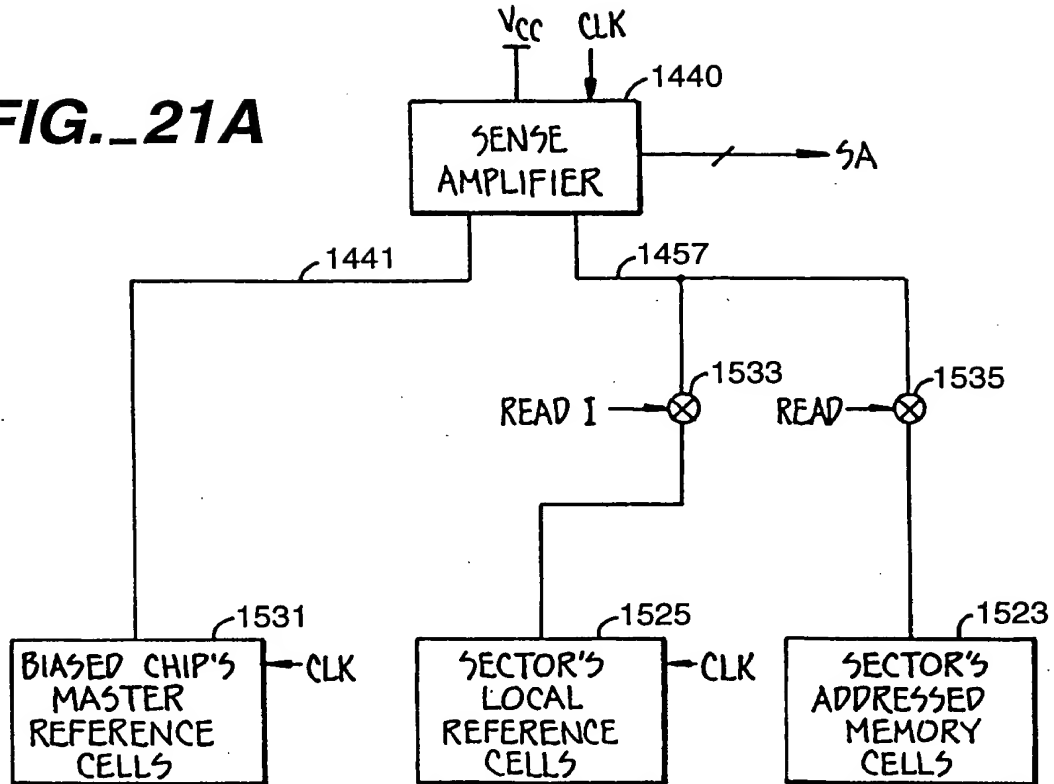 FIG._21A
VCC
CLK
1440
SENSE
AMPLIFIER
SA
1441
1457
1533
READ I
1535
READ
1531
BIASED CHIP'S
MASTER
REFERENCE
CELLS
CLK
1525
SECTOR'S
LOCAL
REFERENCE
CELLS
CLK
1523
SECTOR'S
ADDRESSED
MEMORY
CELLS